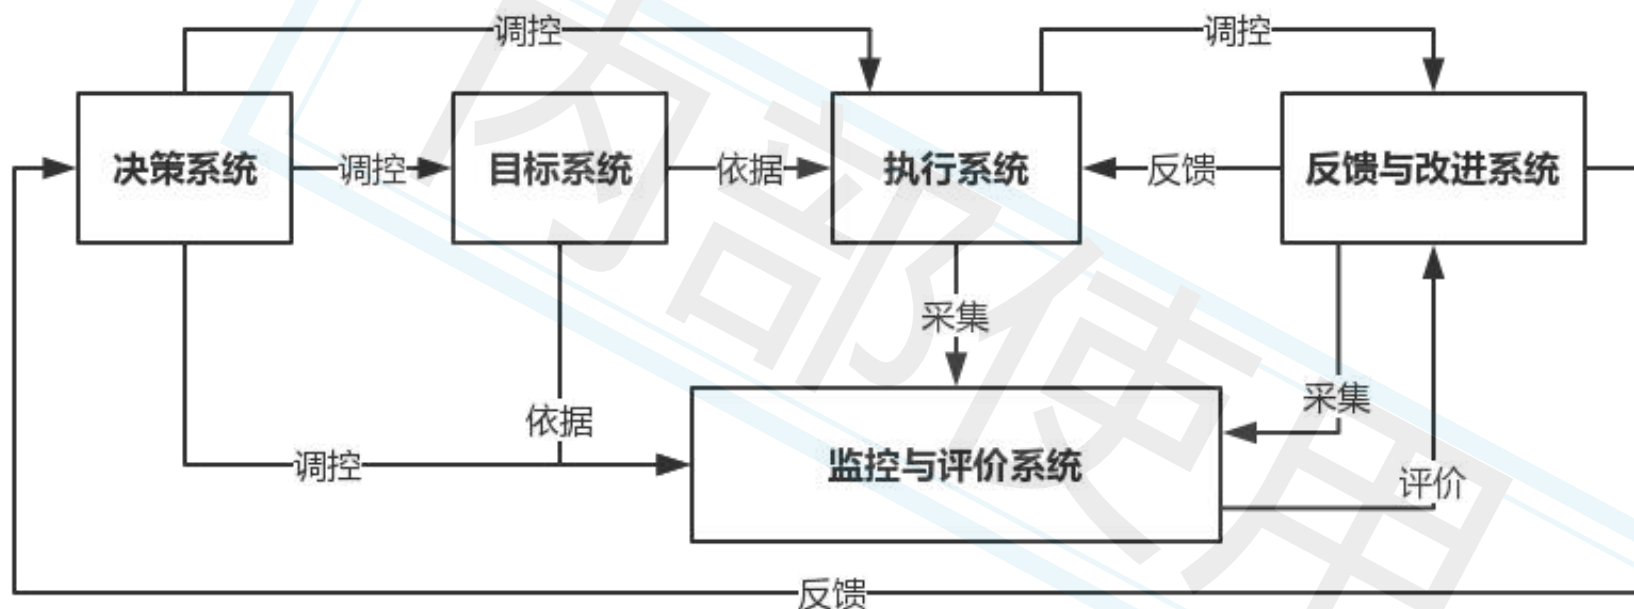 调控
调控
决策系统
调控
目标系统
依据
执行系统
反馈
反馈与改进系统
采集
采集
依据
调控
监控与评价系统
评价
反馈
内部使用